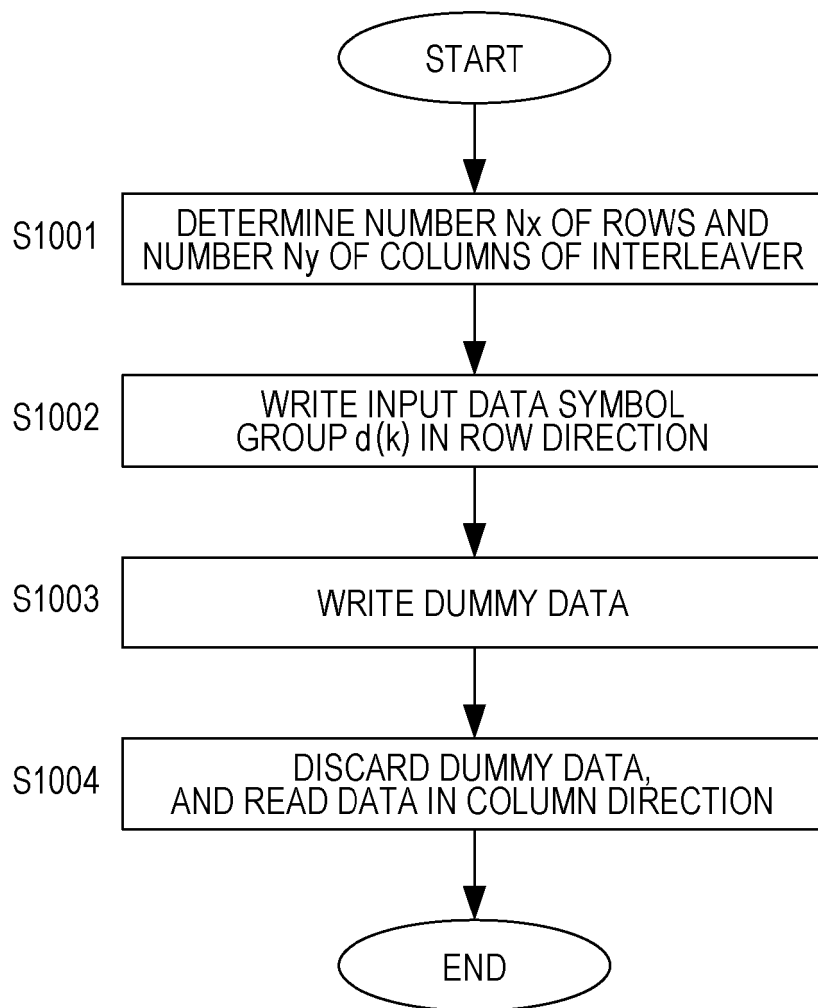 START
S1001
DETERMINE NUMBER Nx OF ROWS AND
NUMBER Ny OF COLUMNS OF INTERLEAVER
S1002
WRITE INPUT DATA SYMBOL
GROUP d(k) IN ROW DIRECTION
S1003
WRITE DUMMY DATA
S1004
DISCARD DUMMY DATA,
AND READ DATA IN COLUMN DIRECTION
END